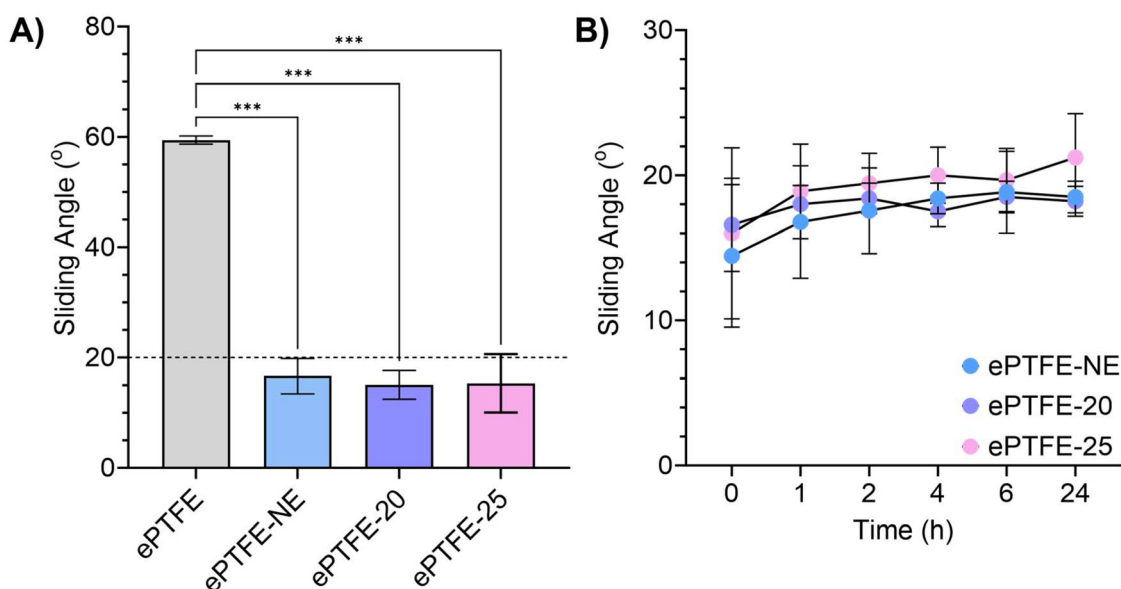 A)
Sliding Angle (º)
80
60
40
20
0
***
***
***
ePTFE
ePTFE-NE
ePTFE-20
ePTFE-25
B)
Sliding Angle (º)
30
20
10
0
0 1 2 4 6 24
Time (h)
ePTFE-NE
ePTFE-20
ePTFE-25